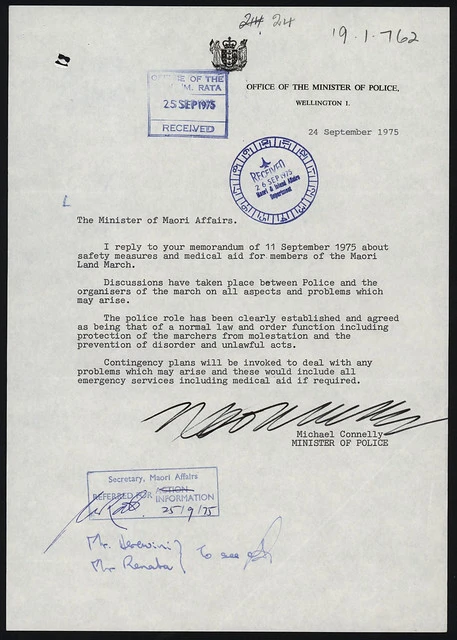 24
19-1-762
OFFICE OF THE
M. RATA
25 SEP 1975
RECEIVED
OFFICE OF THE MINISTER OF POLICE,
WELLINGTON 1.
24 September 1975
RECEIVED
26 SEP 1975
Maori & Island Affairs
Department
The Minister of Maori Affairs.
I reply to your memorandum of 11 September 1975 about
safety measures and medical aid for members of the Maori
Land March.
Discussions have taken place between Police and the
organisers of the march on all aspects and problems which
may arise.
The police role has been clearly established and agreed
as being that of a normal law and order function including
protection of the marchers from molestation and the
prevention of disorder and unlawful acts.
Contingency plans will be invoked to deal with any
problems which may arise and these would include all
emergency services including medical aid if required.
Michael Connelly
MINISTER OF POLICE
Secretary, Maori Affairs
REFERRED FOR ACTION
INFORMATION
25/9/75
Mr. Herewini
Mr Renata
To see